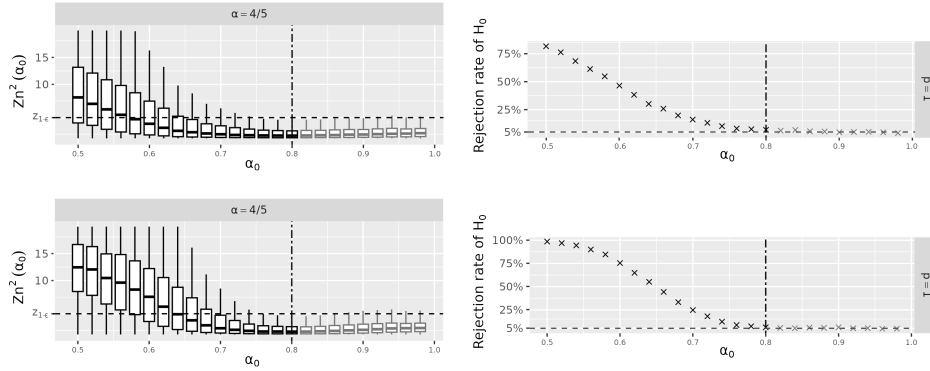 α = 4/5
Zn² (α₀)
15
10
z₁₋ε
0.5 0.6 0.7 0.8 0.9 1.0
α₀
Rejection rate of H₀
75%
50%
25%
5%
0.5 0.6 0.7 0.8 0.9 1.0
α₀
τ = d
α = 4/5
Zn² (α₀)
15
10
z₁₋ε
0.5 0.6 0.7 0.8 0.9 1.0
α₀
Rejection rate of H₀
100%
75%
50%
25%
5%
0.5 0.6 0.7 0.8 0.9 1.0
α₀
τ = d